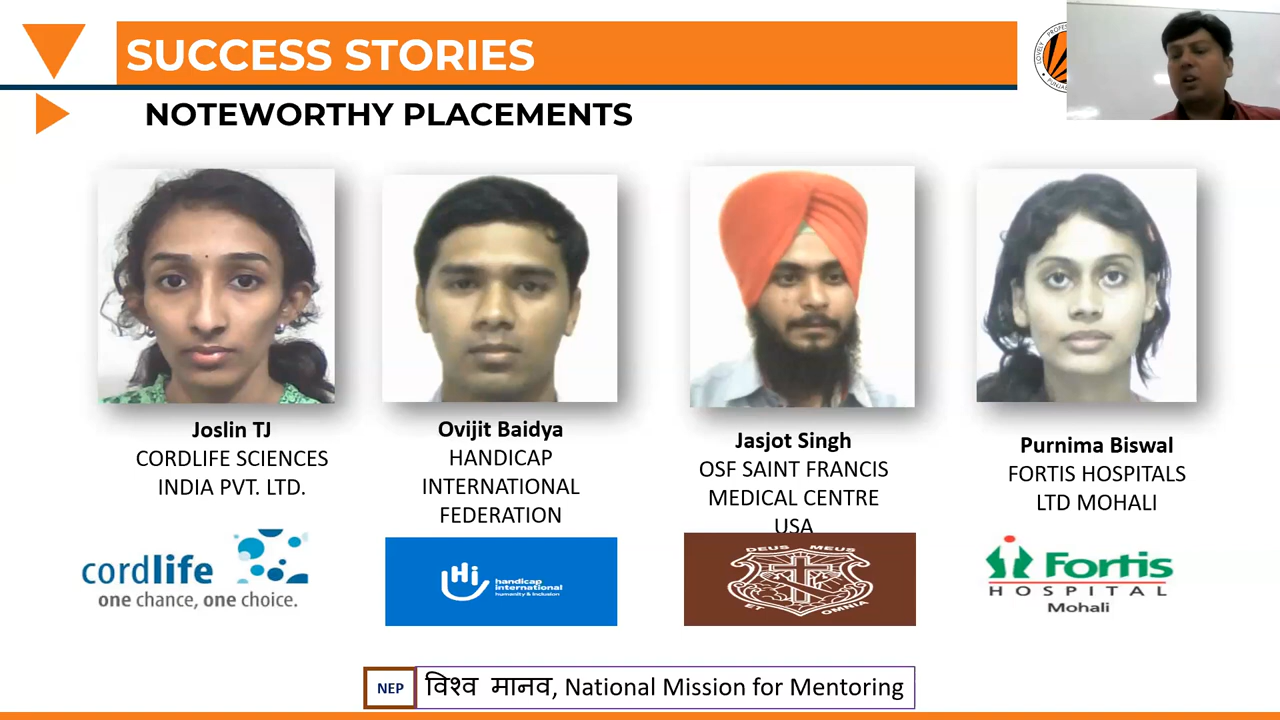 SUCCESS STORIES
NOTEWORTHY PLACEMENTS
Joslin TJ
CORDLIFE SCIENCES
INDIA PVT. LTD.
Ovijit Baidya
HANDICAP
INTERNATIONAL
FEDERATION
Jasjot Singh
OSF SAINT FRANCIS
MEDICAL CENTRE
USA
Purnima Biswal
FORTIS HOSPITALS
LTD MOHALI
cordlife
one chance, one choice.
Hi handicap
international
humanity & inclusion
DEUS MEUS
ET OMNIA
Fortis
HOSPITAL
Mohali
NEP विश्व मानव, National Mission for Mentoring